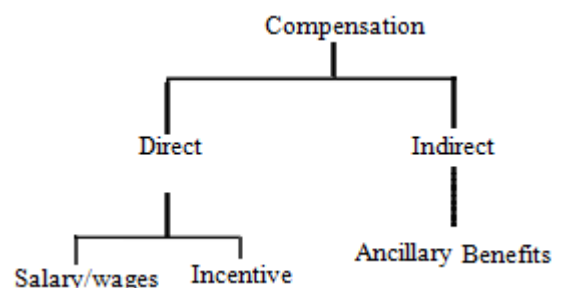 Compensation
Direct
Indirect
Ancillary Benefits
Salary/wages
Incentive